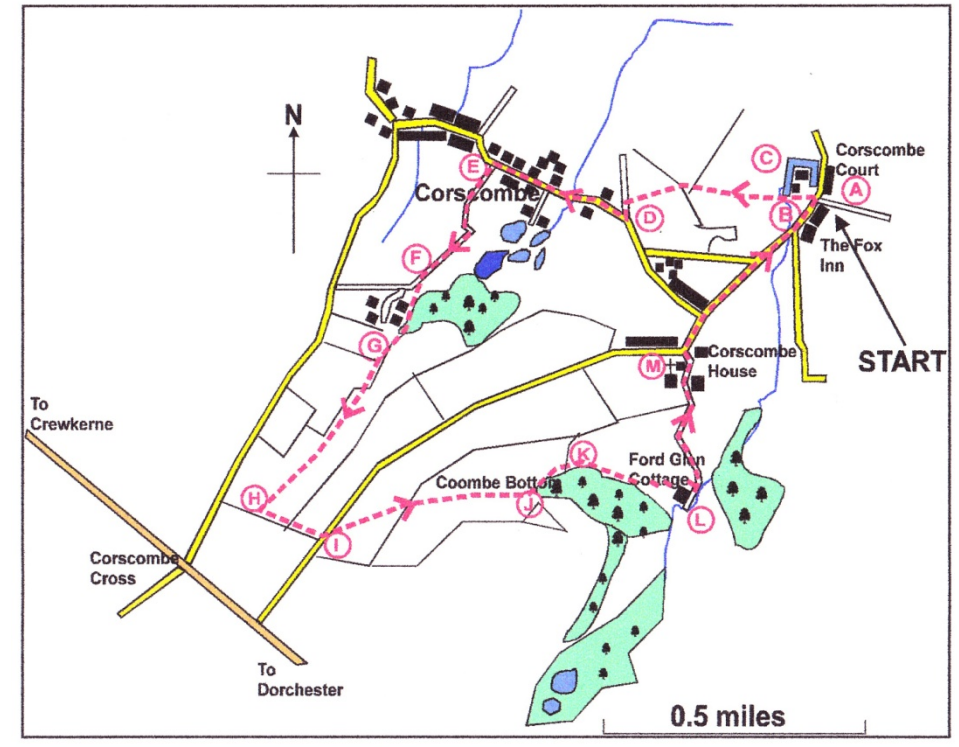 N
C
Corscombe
Court
A
E
Corscombe
D
B
The Fox
Inn
F
START
G
M
Corscombe
House
To
Crewkerne
K
Ford Glen
Cottage
H
Coombe Bottom
J
I
L
Corscombe
Cross
To
Dorchester
0.5 miles